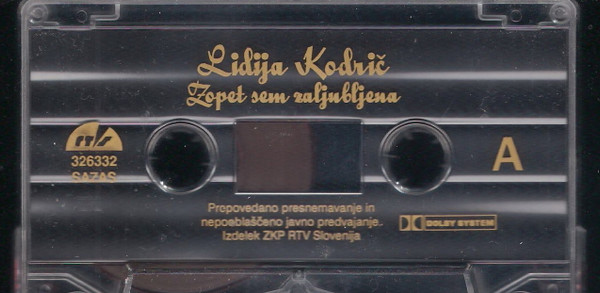 Lidija Kodrič
Zopet sem zaljubljena
RTS
326332
SAZAS
A
Prepovedano presnemavanje in
nepooblaščeno javno predvajanje.
Izdelek ZKP RTV Slovenija
DOLBY SYSTEM